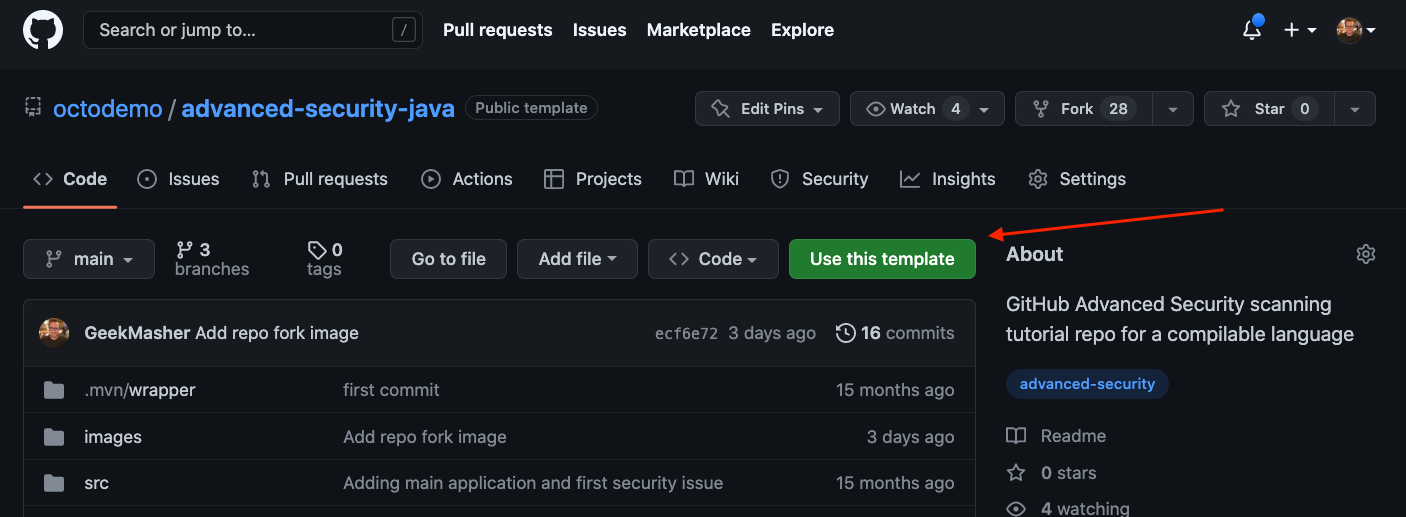 Search or jump to... /
Pull requests Issues Marketplace Explore
octodemo / advanced-security-java Public template
Edit Pins Watch 4 Fork 28 Star 0
Code Issues Pull requests Actions Projects Wiki Security Insights Settings
main 3 branches 0 tags Go to file Add file Code Use this template
GeekMasher Add repo fork image ecf6e72 3 days ago 16 commits
.mvn/wrapper first commit 15 months ago
images Add repo fork image 3 days ago
src Adding main application and first security issue 15 months ago
About
GitHub Advanced Security scanning
tutorial repo for a compilable language
advanced-security
Readme
0 stars
4 watching